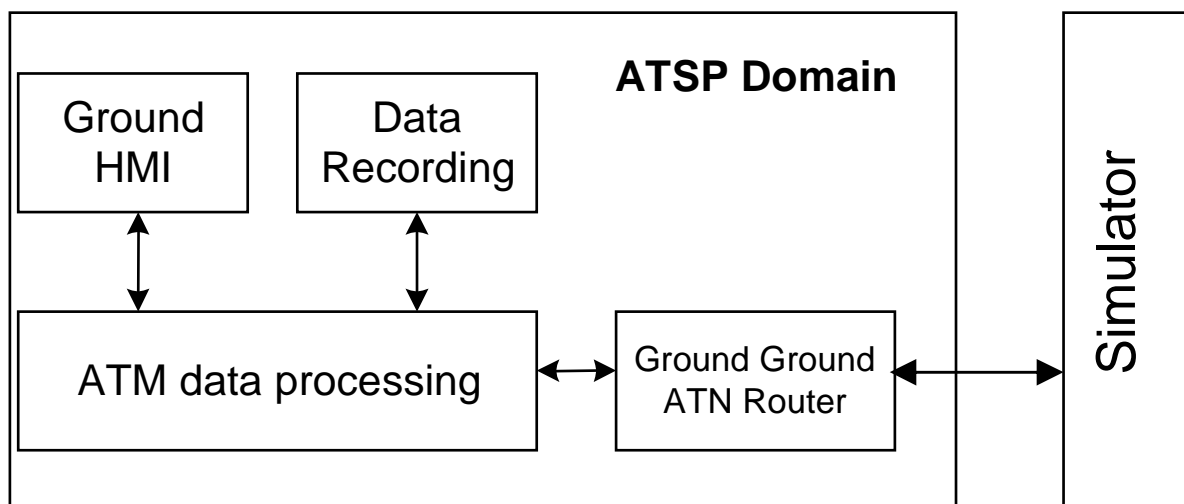 ATSP Domain
Ground
HMI
Data
Recording
ATM data processing
Ground Ground
ATN Router
Simulator